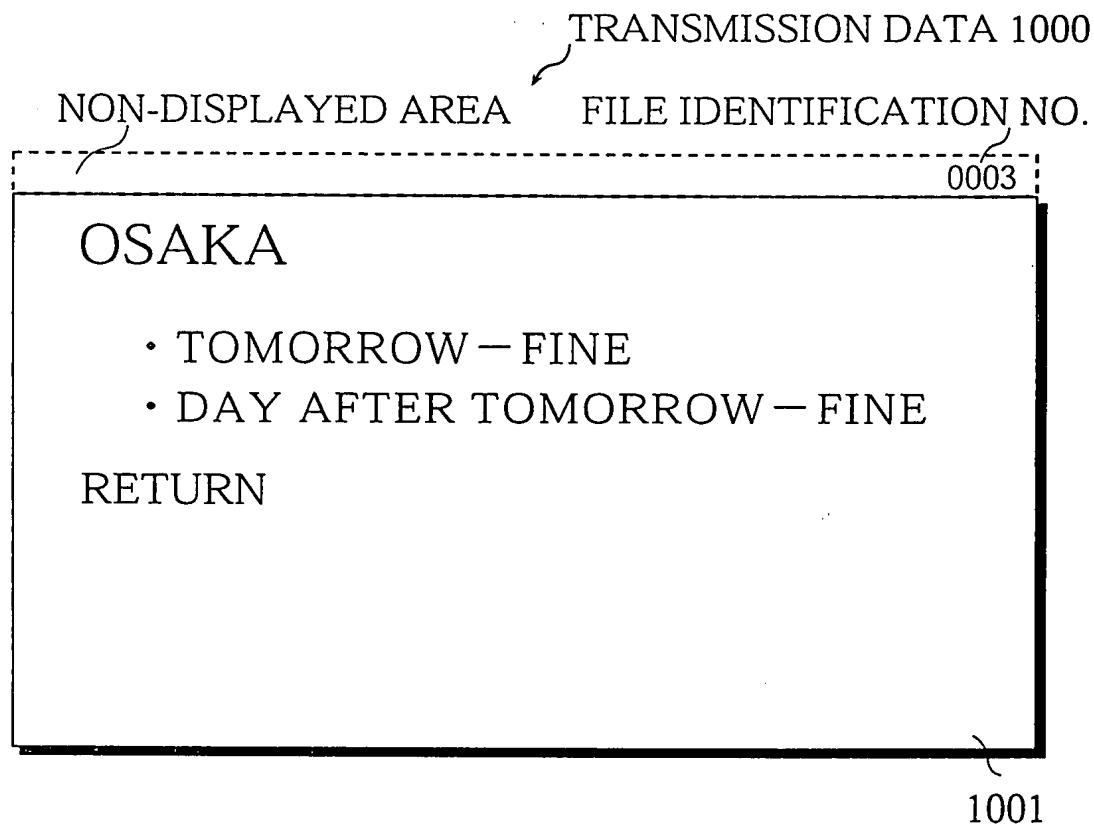 TRANSMISSION DATA 1000
NON-DISPLAYED AREA FILE IDENTIFICATION NO.
0003
OSAKA
・TOMORROW－FINE
・DAY AFTER TOMORROW－FINE
RETURN
1001